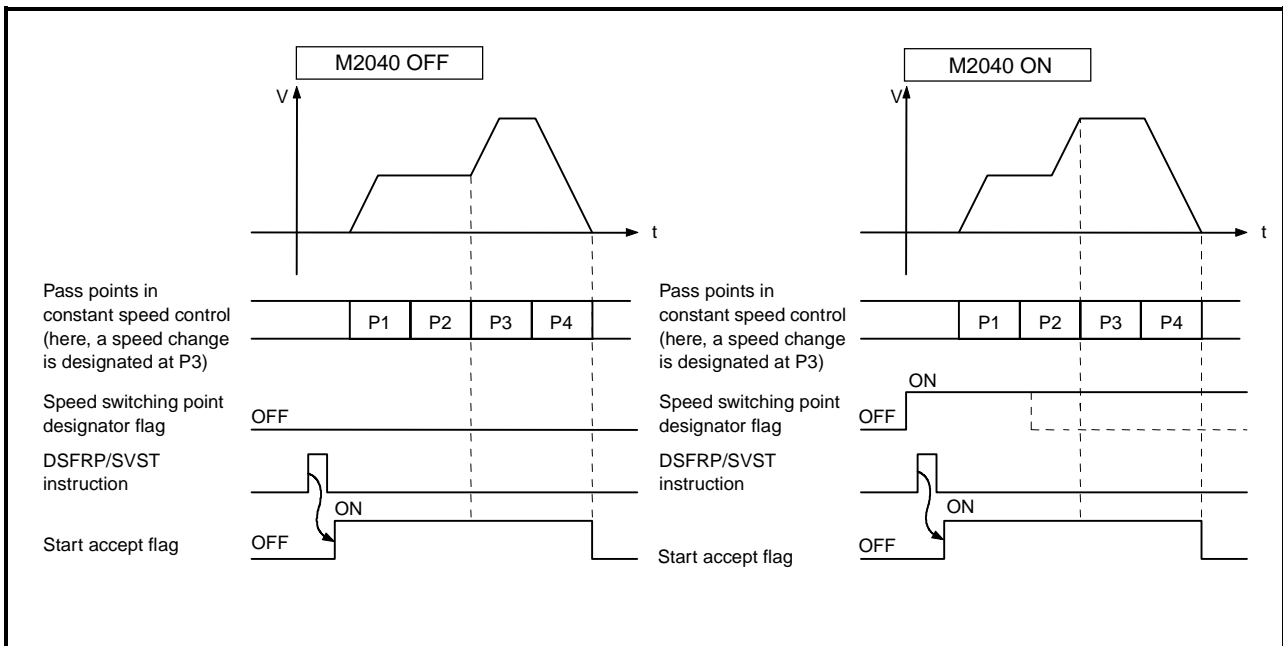 M2040 OFF
V
t
Pass points in
constant speed control
(here, a speed change
is designated at P3)
P1 P2 P3 P4
Speed switching point
designator flag
OFF
DSFRP/SVST
instruction
ON
Start accept flag
OFF
M2040 ON
V
t
Pass points in
constant speed control
(here, a speed change
is designated at P3)
P1 P2 P3 P4
ON
Speed switching point
designator flag
OFF
DSFRP/SVST
instruction
ON
OFF
Start accept flag